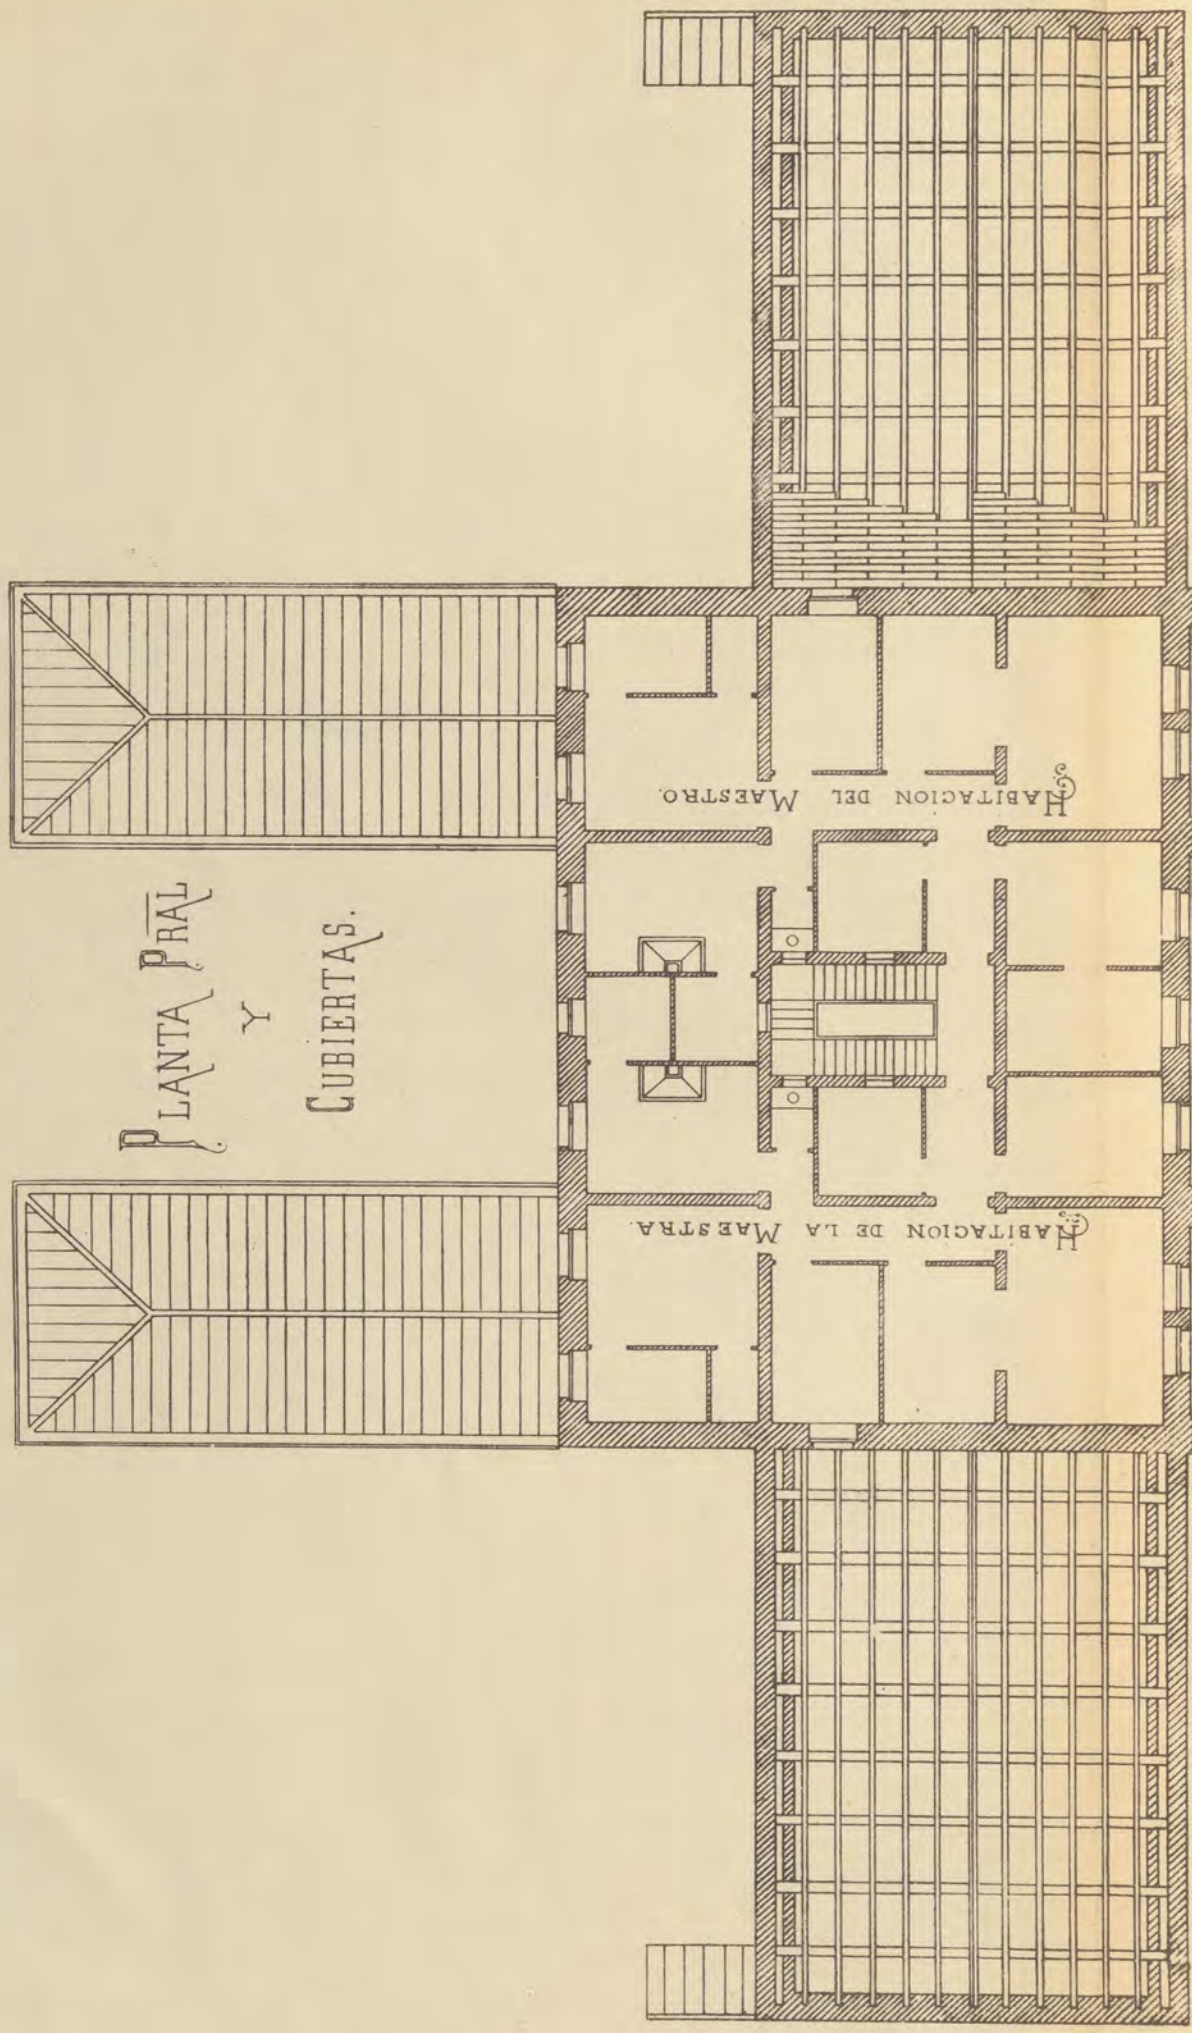 PLANTA PRAL
Y
CUBIERTAS.
HABITACION DEL MAESTRO.
HABITACION DE LA MAESTRA.